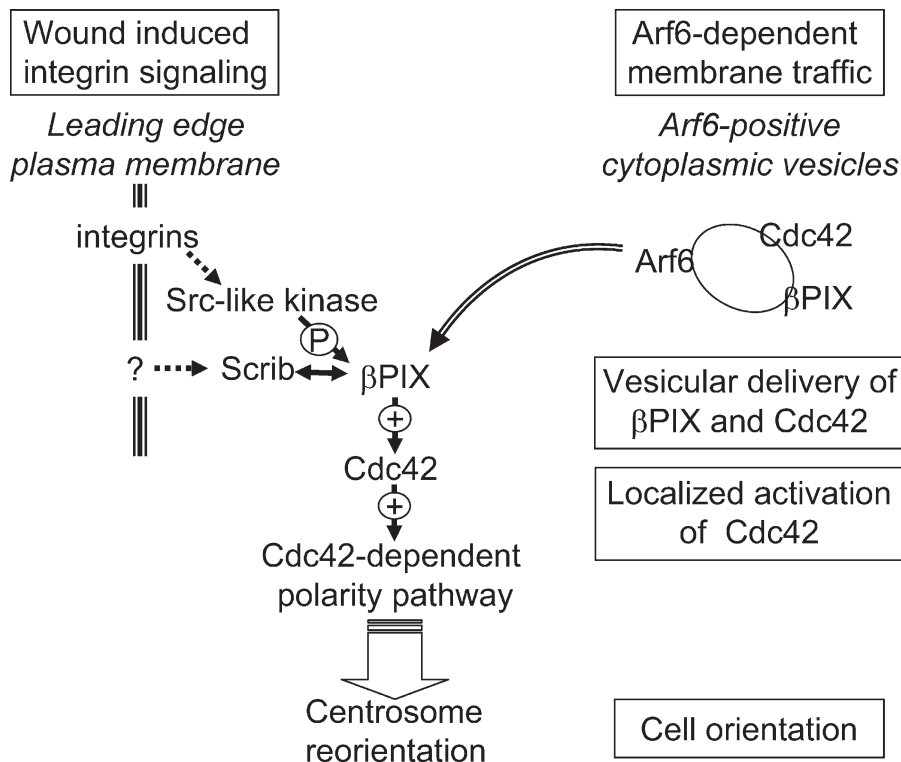 Wound induced
integrin signaling
Arf6-dependent
membrane traffic
Leading edge
plasma membrane
Arf6-positive
cytoplasmic vesicles
integrins
Src-like kinase
P
? Scrib βPIX
+
Cdc42
+
Cdc42-dependent
polarity pathway
Centrosome
reorientation
Cdc42
Arf6
βPIX
Vesicular delivery of
βPIX and Cdc42
Localized activation
of Cdc42
Cell orientation